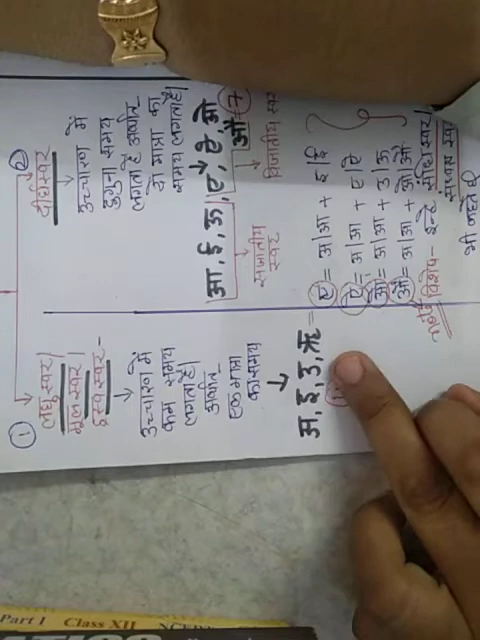 ①
लघु स्वर।
मूल स्वर।
ह्रस्व स्वर -
उच्चारण में
कम समय
लगता है।
अर्थात
एक मात्रा
का समय
अ, इ, उ, ऋ
②
दीर्घ स्वर
उच्चारण में
दुगुना समय
लगता है अर्थात
दो मात्रा का
समय लगता है।
आ, ई, ऊ, ए, ऐ, ओ
औ = 7
सजातीय
स्वर
विजातीय स्वर
ए = अ/आ + इ/ई
ऐ = अ/आ + ए/ऐ
ओ = अ/आ + उ/ऊ
औ = अ/आ + ओ/औ
विशेष - इन्हें संधि स्वर/
संयुक्त स्वर
भी कहते हैं
Part I Class XII